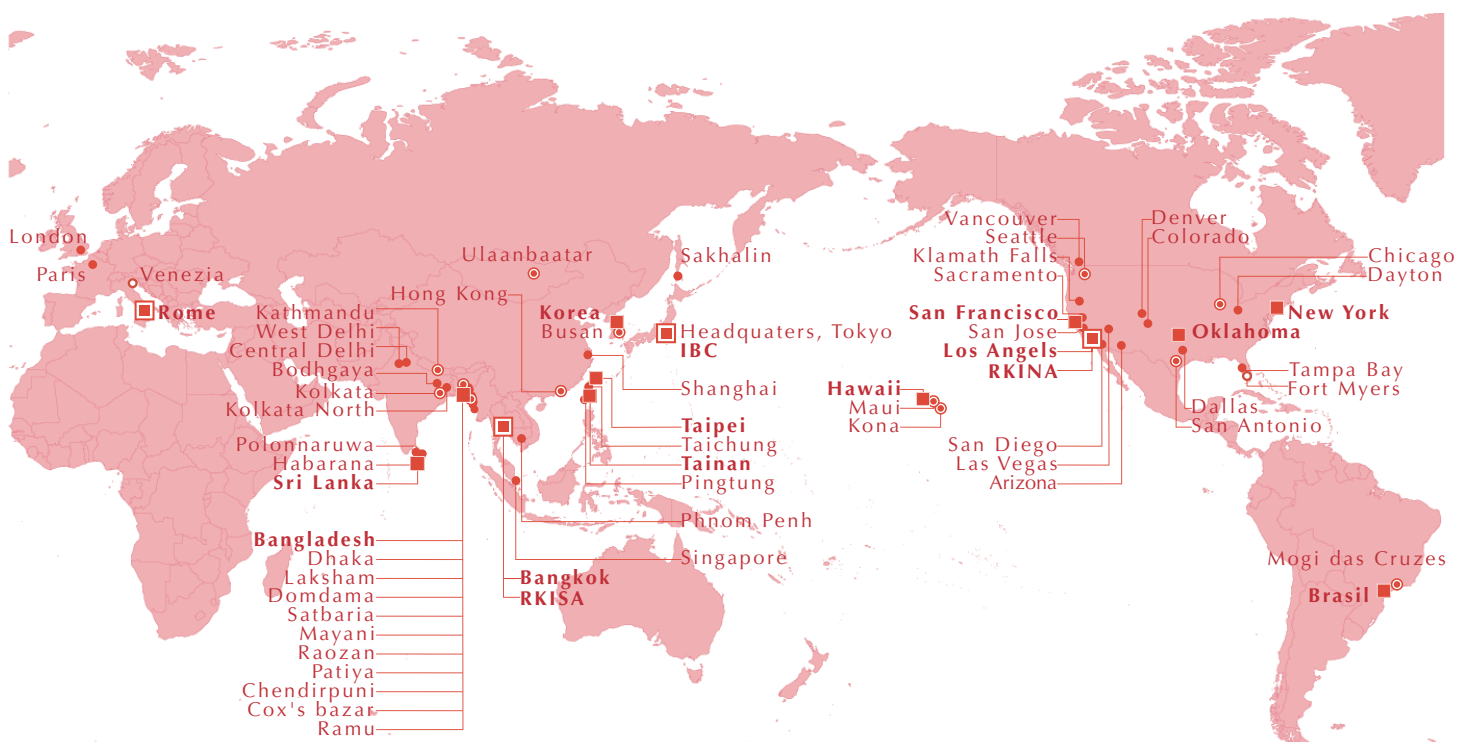 London
Paris
Venezia
Rome
Kathmandu
West Delhi
Central Delhi
Bodhgaya
Kolkata
Kolkata North
Polonnaruwa
Habarana
Sri Lanka
Bangladesh
Dhaka
Laksham
Domdama
Satbaria
Mayani
Raozan
Patiya
Chendirpuni
Cox's bazar
Ramu
Ulaanbaatar
Hong Kong
Korea
Busan
Sakhalin
Headquaters, Tokyo
IBC
Shanghai
Taipei
Taichung
Tainan
Pingtung
Phnom Penh
Singapore
Bangkok
RKISA
Hawaii
Maui
Kona
Vancouver
Seattle
Klamath Falls
Sacramento
San Francisco
San Jose
Los Angels
RKINA
San Diego
Las Vegas
Arizona
Denver
Colorado
Chicago
Dayton
New York
Oklahoma
Tampa Bay
Fort Myers
Dallas
San Antonio
Mogi das Cruzes
Brasil